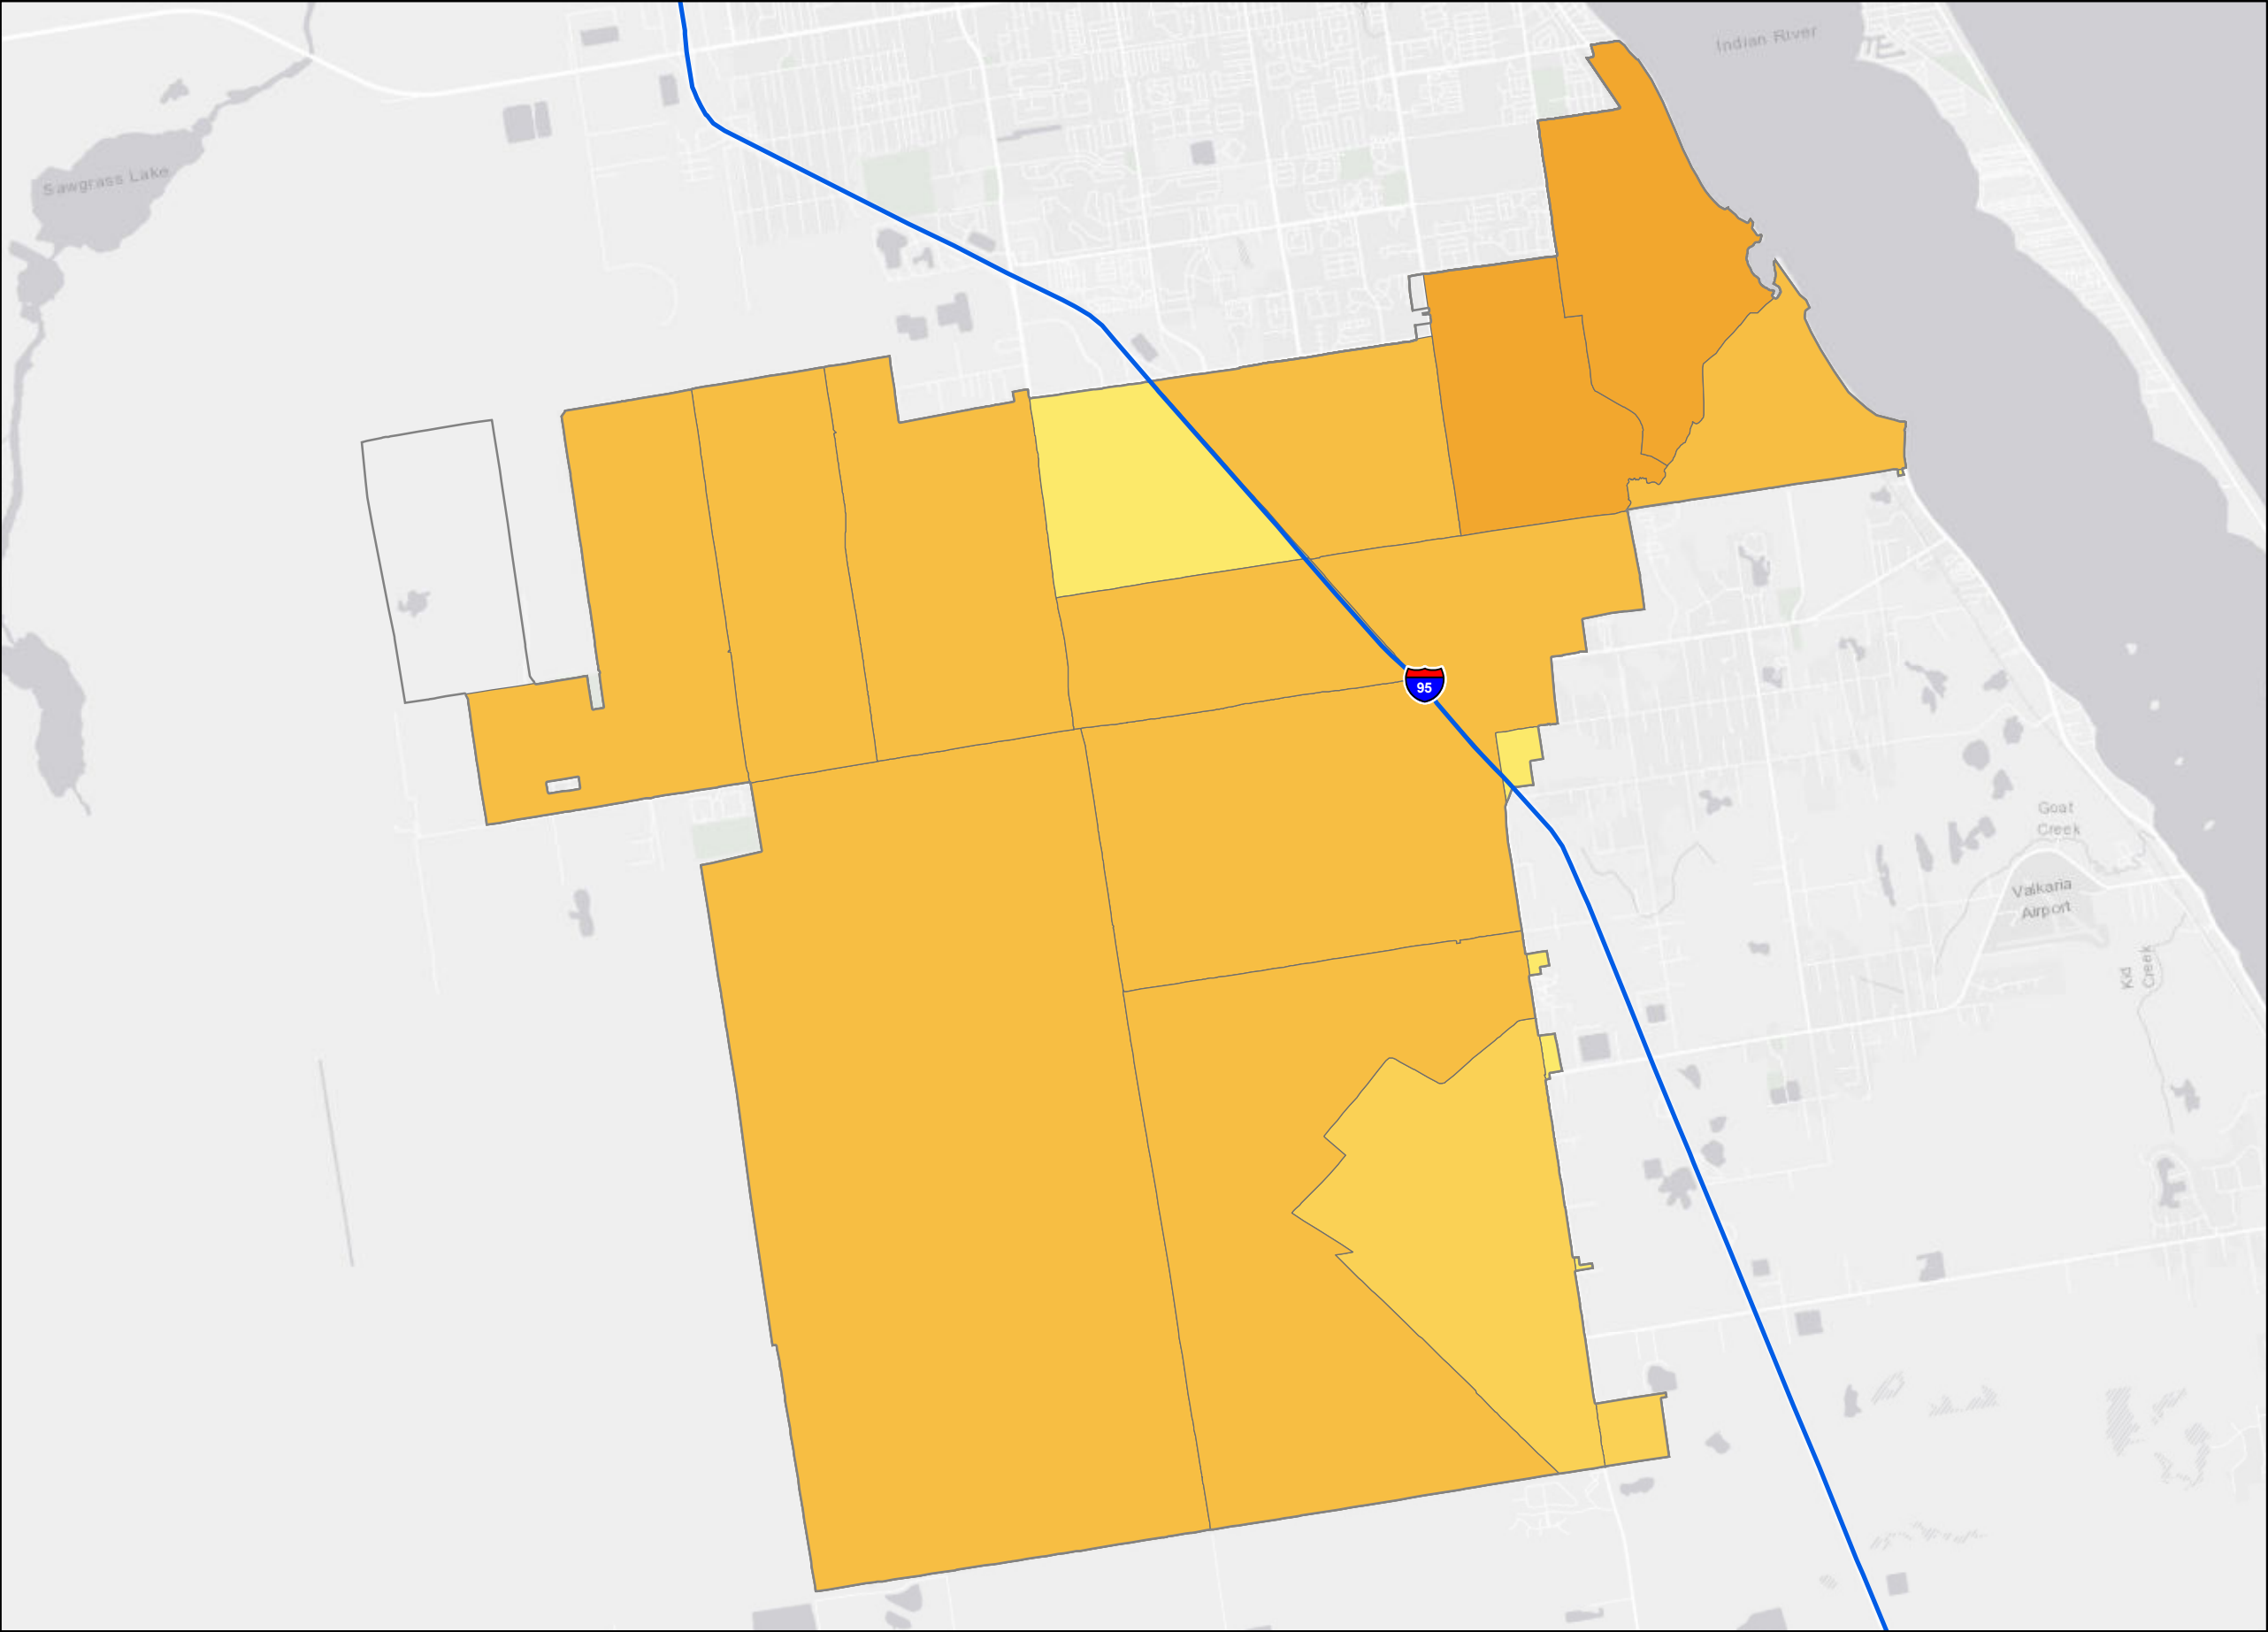 Indian River
Sawgrass Lake
95
Goat
Creek
Valkaria
Airport
Kid
Creek